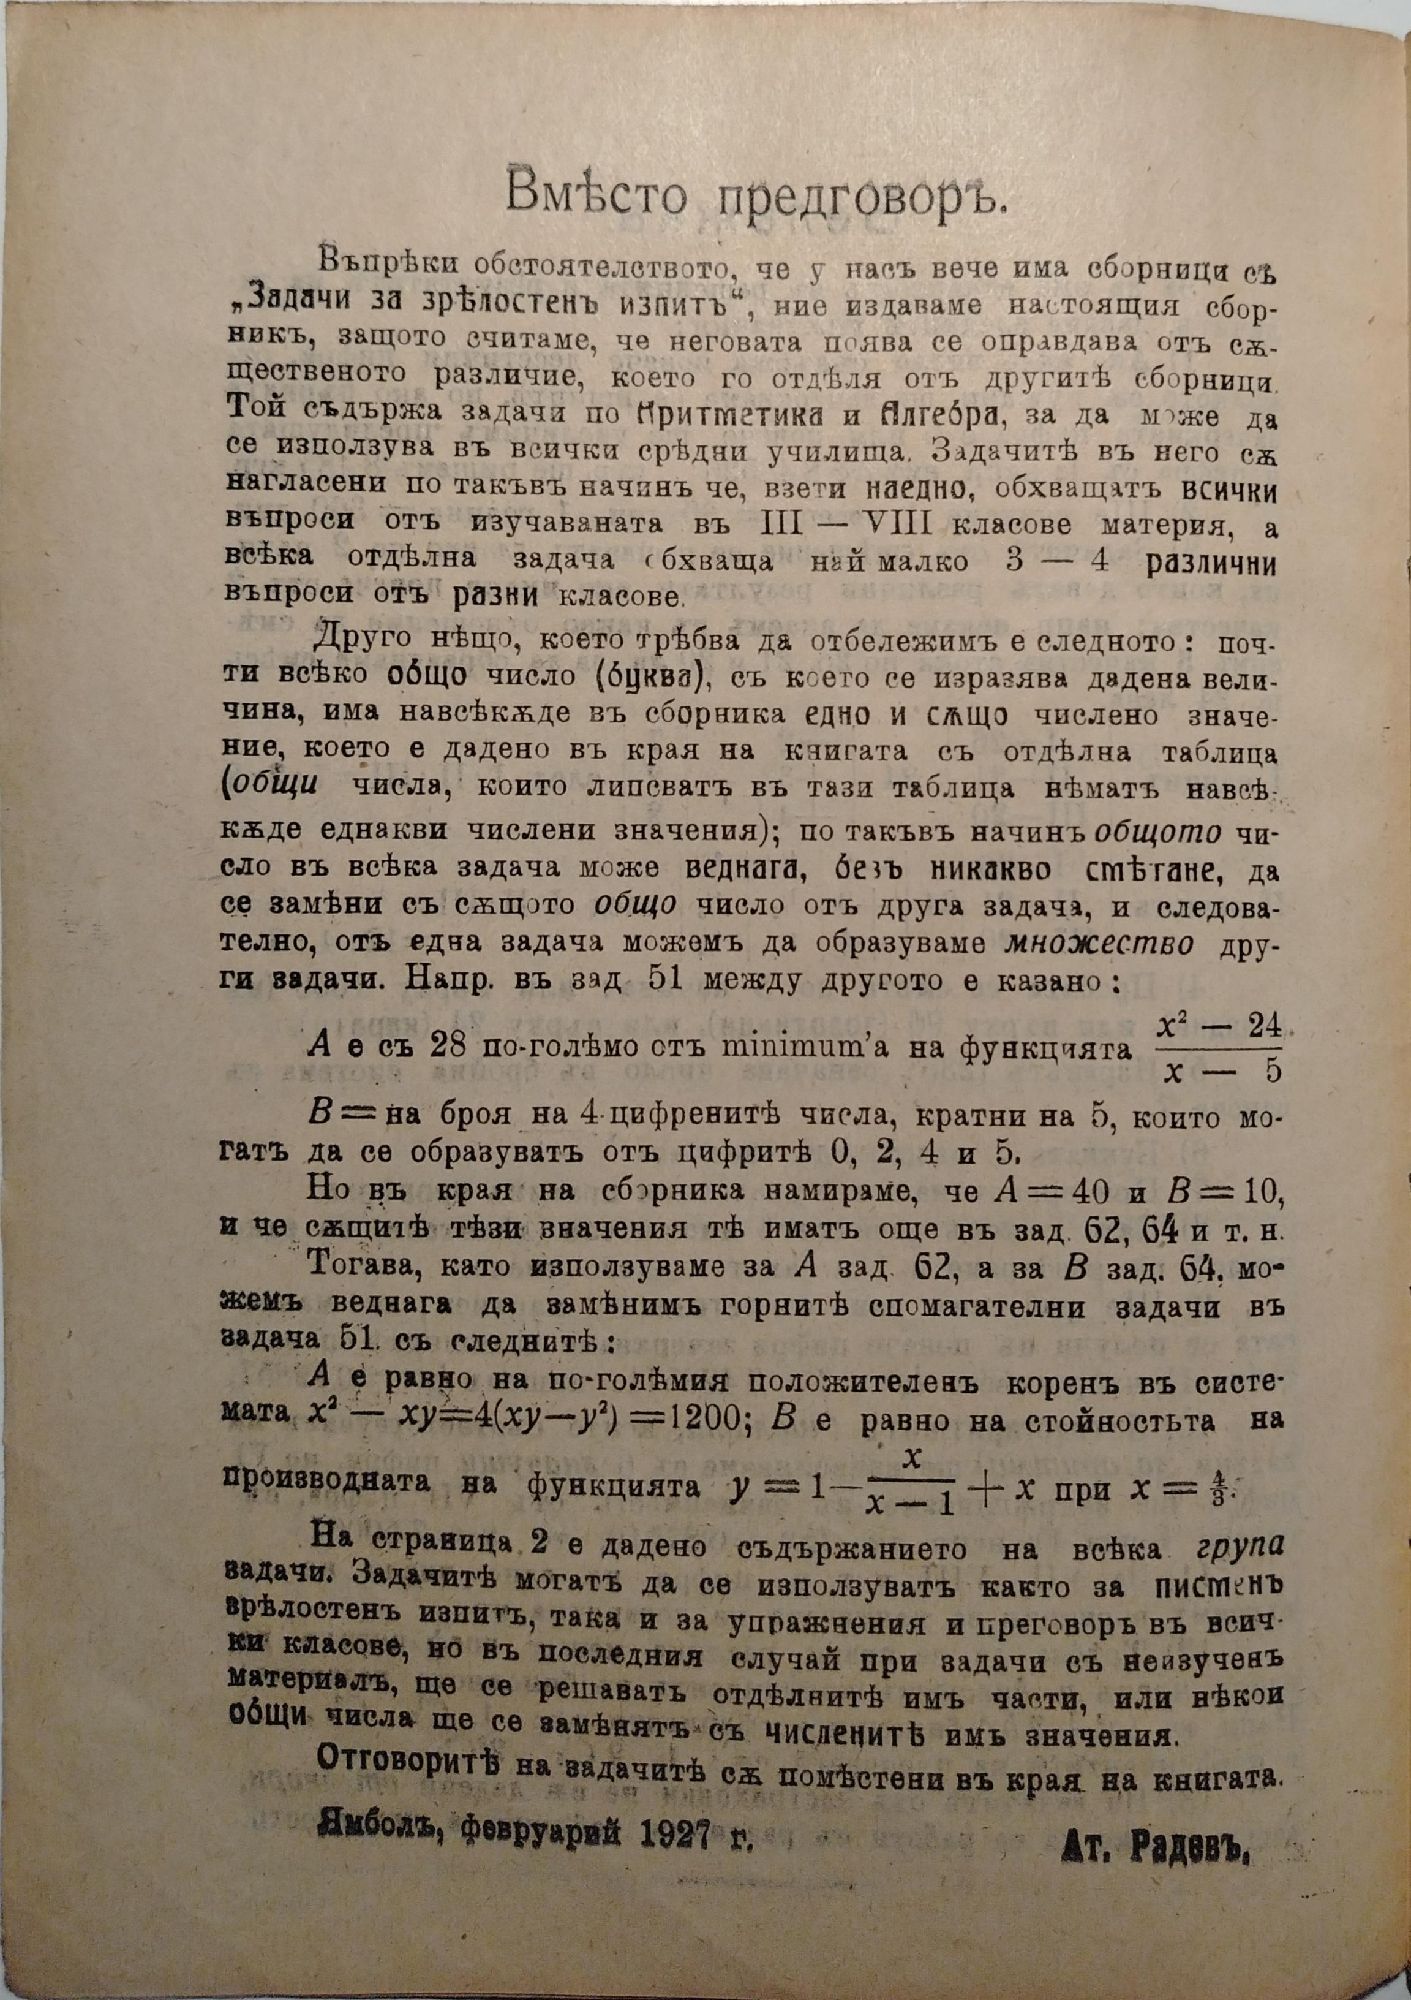 Вмѣсто предговоръ.
Въпрѣки обстоятелството, че у насъ вече има сборници съ
„Задачи за зрѣлостенъ изпитъ“, ние издаваме настоящия сбор-
никъ, защото считаме, че неговата поява се оправдава отъ сѫ-
щественото различие, което го отдѣля отъ другитѣ сборници.
Той съдържа задачи по Аритметика и Алгебра, за да може да
се използува въ всички срѣдни училища. Задачитѣ въ него сѫ
нагласени по такъвъ начинъ че, взети наедно, обхващатъ всички
въпроси отъ изучаваната въ III — VIII класове материя, а
всѣка отдѣлна задача обхваща най малко 3 — 4 различни
въпроси отъ разни класове.
Друго нѣщо, което трѣбва да отбележимъ е следното: поч-
ти всѣко общо число (буква), съ което се изразява дадена вели-
чина, има навсѣкѫде въ сборника едно и сѫщо числено значе-
ние, което е дадено въ края на книгата съ отдѣлна таблица
(общи числа, които липсватъ въ тази таблица нѣматъ навсѣ-
кѫде еднакви числени значения); по такъвъ начинъ общото чи-
сло въ всѣка задача може веднага, безъ никакво смѣтане, да
се замѣни съ сѫщото общо число отъ друга задача, и следова-
телно, отъ една задача можемъ да образуваме множество дру-
ги задачи. Напр. въ зад. 51 между другото е казано:
A е съ 28 по-голѣмо отъ minimum’а на функцията (x² — 24)/(x — 5)
B = на броя на 4 цифренитѣ числа, кратни на 5, които мо-
гатъ да се образуватъ отъ цифритѣ 0, 2, 4 и 5.
Но въ края на сборника намираме, че A = 40 и B = 10,
и че сѫщитѣ тѣзи значения тѣ иматъ още въ зад. 62, 64 и т. н.
Тогава, като използуваме за A зад. 62, а за B зад. 64, мо-
жемъ веднага да замѣнимъ горнитѣ спомагателни задачи въ
задача 51. съ следнитѣ:
A е равно на по-голѣмия положителенъ коренъ въ систе-
мата x² — xy=4(xy—y²) =1200; B е равно на стойностьта на
производната на функцията y = 1 — x/(x — 1) + x при x = 4/3.
На страница 2 е дадено съдържанието на всѣка група
задачи. Задачитѣ могатъ да се използуватъ както за писменъ
зрѣлостенъ изпитъ, така и за упражнения и преговоръ въ всич-
ки класове, но въ последния случай при задачи съ неизученъ
материалъ, ще се решаватъ отдѣлнитѣ имъ части, или нѣкои
общи числа ще се замѣнятъ съ численитѣ имъ значения.
Отговоритѣ на задачитѣ сѫ помѣстени въ края на книгата.
Ямболъ, февруарий 1927 г.
Ат. Радевъ.